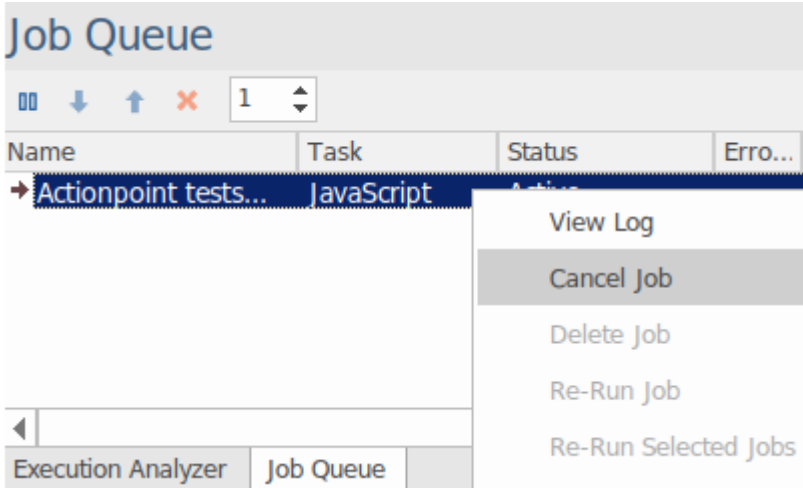 Job Queue
1
Name Task Status Erro...
Actionpoint tests... JavaScript Active
View Log
Cancel Job
Delete Job
Re-Run Job
Re-Run Selected Jobs
Execution Analyzer Job Queue